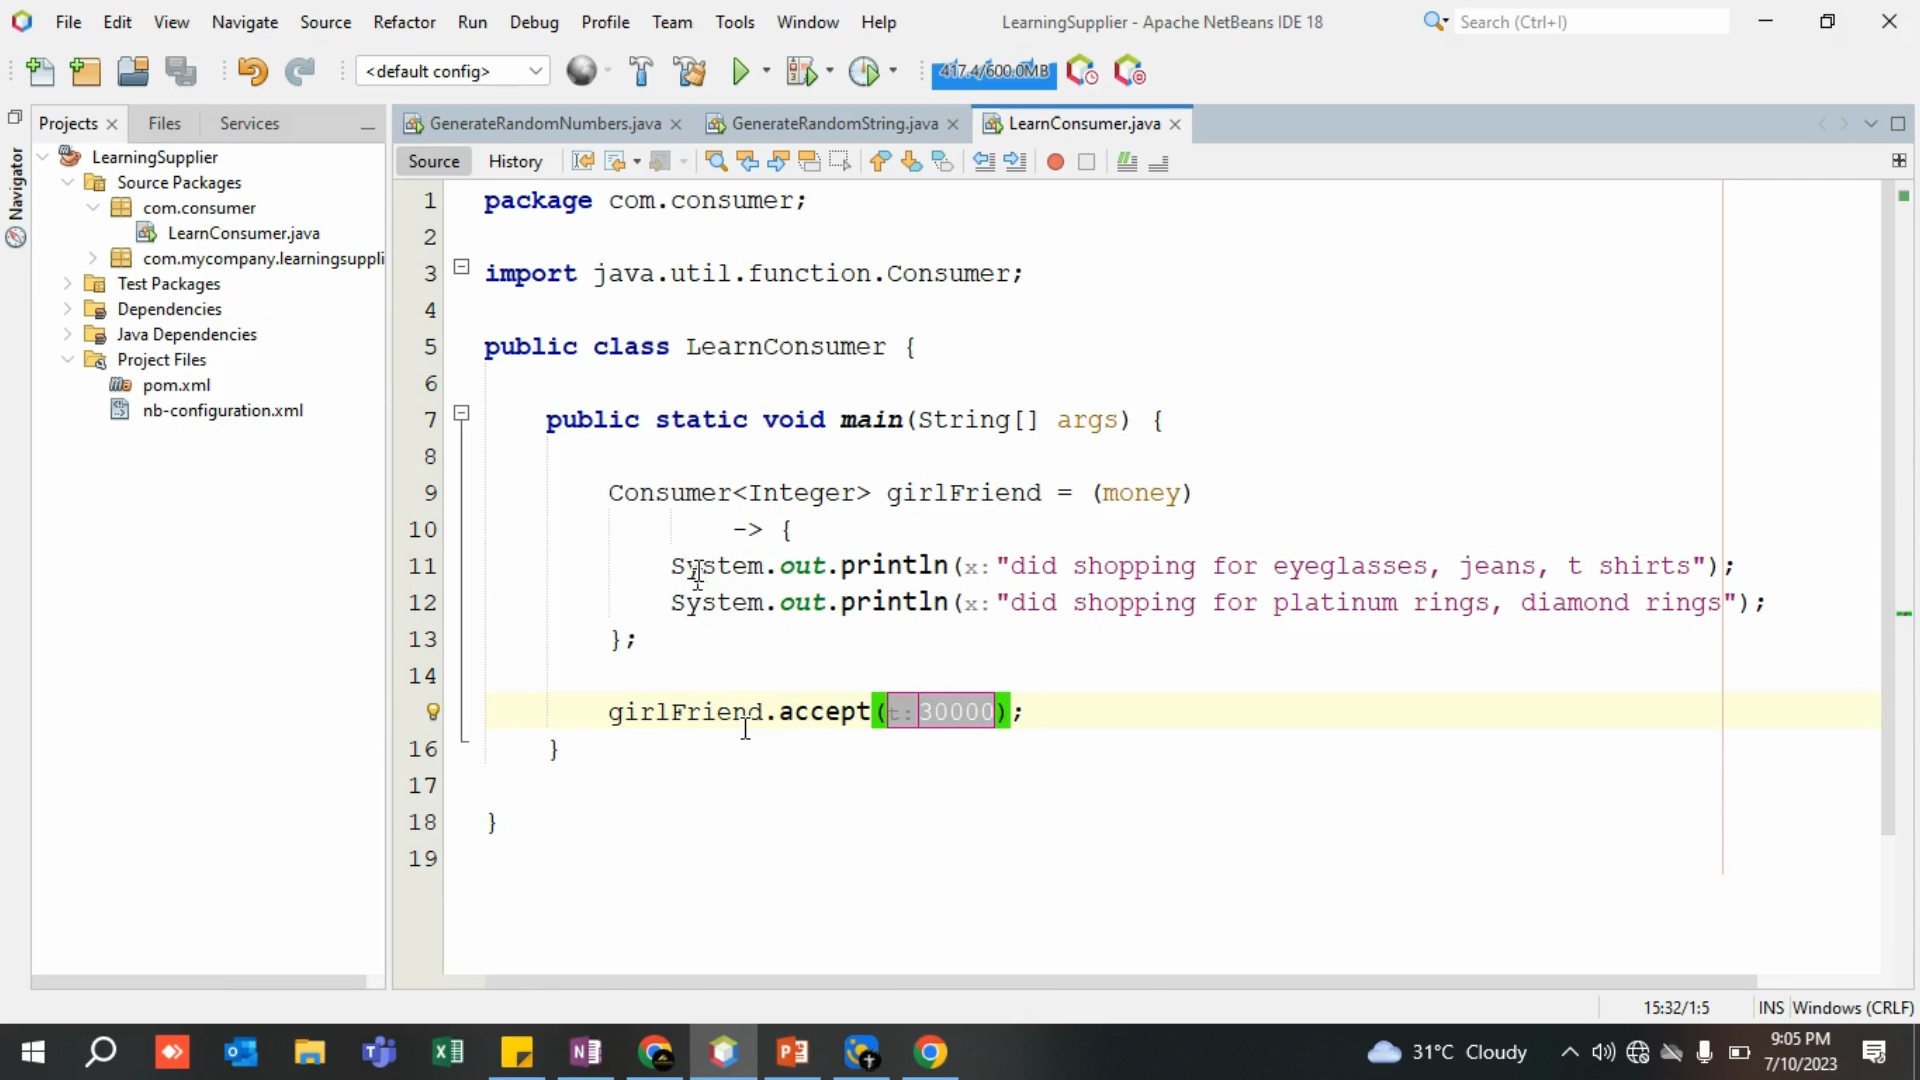 File Edit View Navigate Source Refactor Run Debug Profile Team Tools Window Help LearningSupplier - Apache NetBeans IDE 18 Search (Ctrl+I)
<default config> 417.4/600.0MB
Projects Files Services GenerateRandomNumbers.java GenerateRandomString.java LearnConsumer.java
Source History
Navigator
LearningSupplier
Source Packages
com.consumer
LearnConsumer.java
com.mycompany.learningsuppli
Test Packages
Dependencies
Java Dependencies
Project Files
pom.xml
nb-configuration.xml
1 package com.consumer;
2
3 import java.util.function.Consumer;
4
5 public class LearnConsumer {
6
7 public static void main(String[] args) {
8
9 Consumer<Integer> girlFriend = (money)
10 -> {
11 System.out.println(x:"did shopping for eyeglasses, jeans, t shirts");
12 System.out.println(x:"did shopping for platinum rings, diamond rings");
13 };
14
girlFriend.accept(t:30000);
16 }
17
18 }
19
15:32/1:5 INS Windows (CRLF)
31°C Cloudy
9:05 PM
7/10/2023